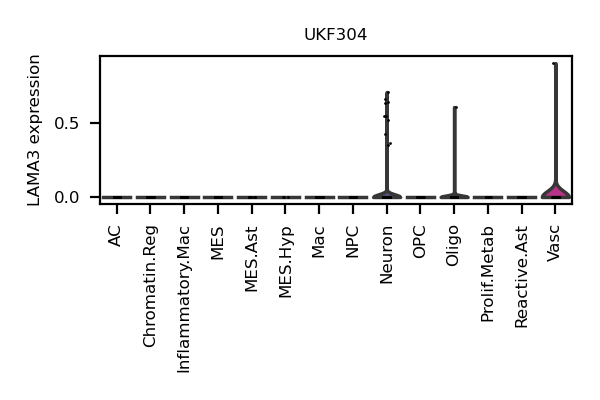 UKF304
LAMA3 expression
0.5
0.0
AC
Chromatin.Reg
Inflammatory.Mac
MES
MES.Ast
MES.Hyp
Mac
NPC
Neuron
OPC
Oligo
Prolif.Metab
Reactive.Ast
Vasc